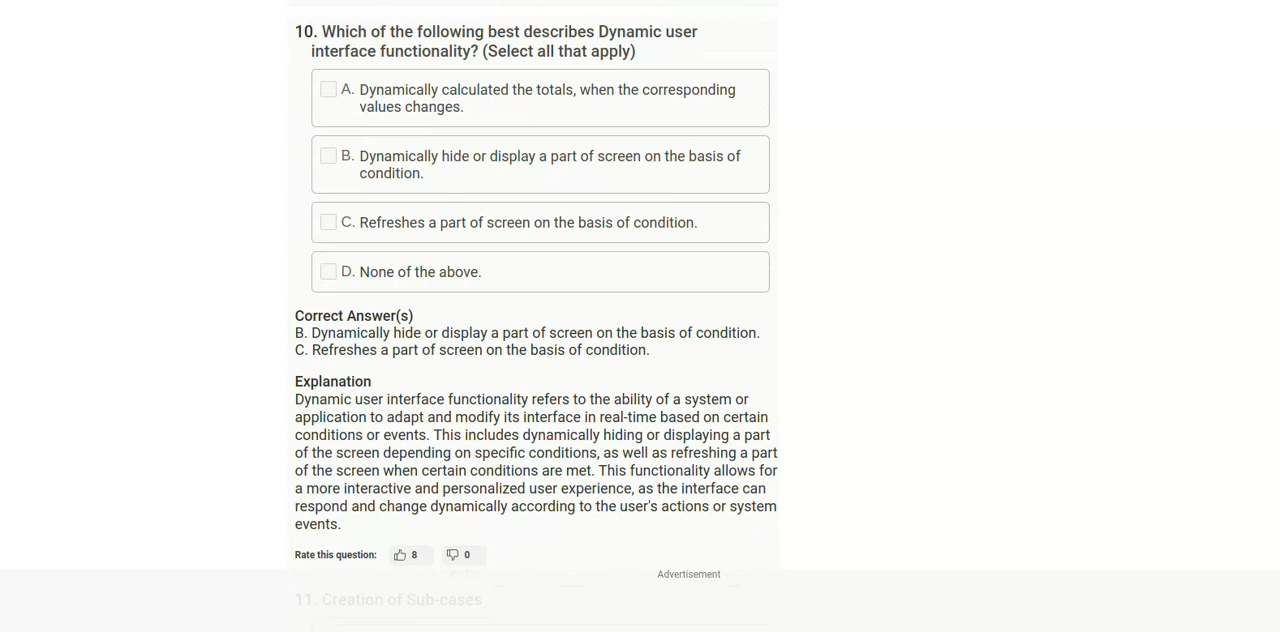 10. Which of the following best describes Dynamic user
interface functionality? (Select all that apply)
A. Dynamically calculated the totals, when the corresponding
values changes.
B. Dynamically hide or display a part of screen on the basis of
condition.
C. Refreshes a part of screen on the basis of condition.
D. None of the above.
Correct Answer(s)
B. Dynamically hide or display a part of screen on the basis of condition.
C. Refreshes a part of screen on the basis of condition.
Explanation
Dynamic user interface functionality refers to the ability of a system or
application to adapt and modify its interface in real-time based on certain
conditions or events. This includes dynamically hiding or displaying a part
of the screen depending on specific conditions, as well as refreshing a part
of the screen when certain conditions are met. This functionality allows for
a more interactive and personalized user experience, as the interface can
respond and change dynamically according to the user's actions or system
events.
Rate this question: 8 0
Advertisement
11. Creation of Sub-cases